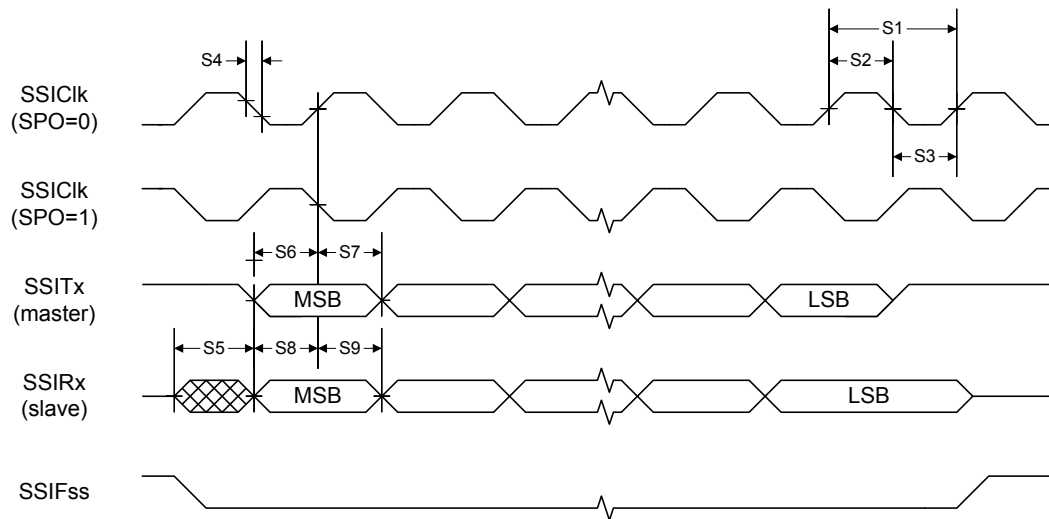 S1
S4
S2
SSIClk
(SPO=0)
S3
SSIClk
(SPO=1)
S6
S7
SSITx
(master)
MSB
LSB
S5
S8
S9
SSIRx
(slave)
MSB
LSB
SSIFss